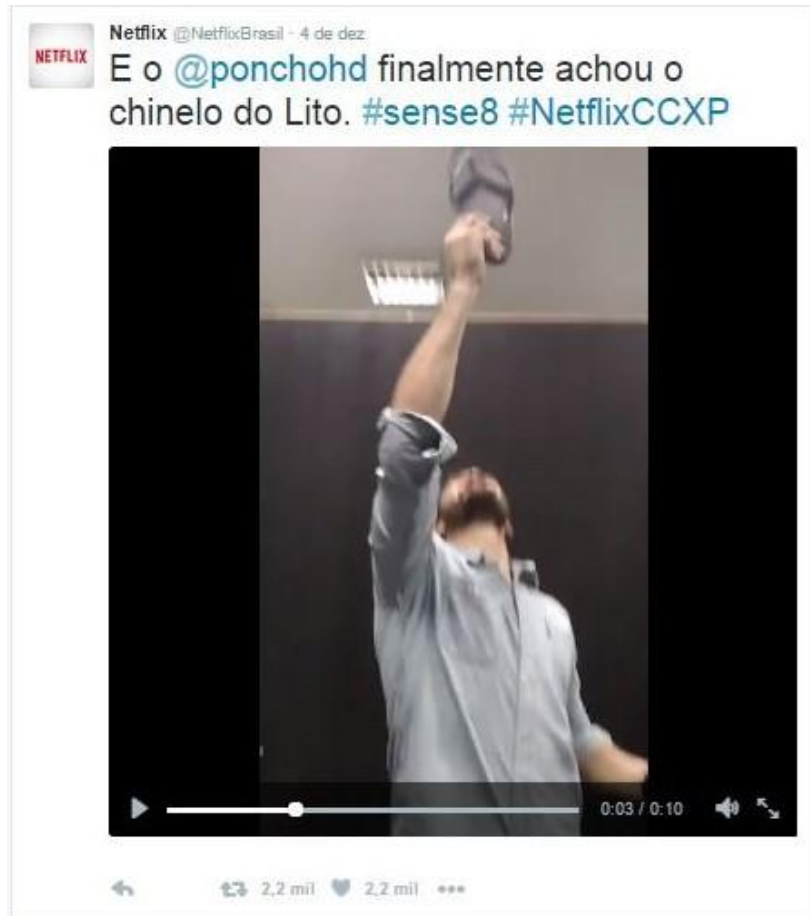 Netflix @NetflixBrasil · 4 de dez
NETFLIX
E o @ponchohd finalmente achou o
chinelo do Lito. #sense8 #NetflixCCXP
0:03 / 0:10
2,2 mil 2,2 mil